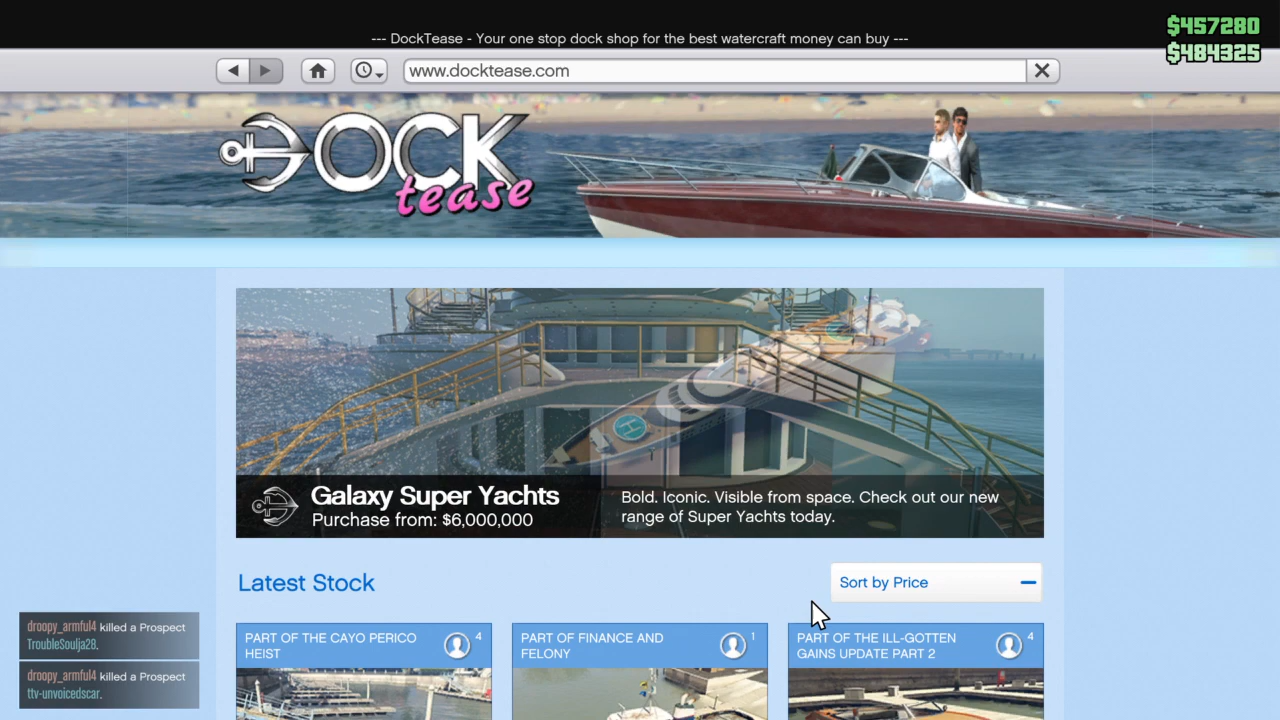 --- DockTease - Your one stop dock shop for the best watercraft money can buy ---
$457280
$484325
www.docktease.com
DOCK
tease
H
Galaxy Super Yachts
Purchase from: $6,000,000
Bold. Iconic. Visible from space. Check out our new
range of Super Yachts today.
Latest Stock
Sort by Price
PART OF THE CAYO PERICO
HEIST
4
PART OF FINANCE AND
FELONY
1
PART OF THE ILL-GOTTEN
GAINS UPDATE PART 2
4
droopy_armful4 killed a Prospect
TroubleSoulja28.
droopy_armful4 killed a Prospect
ttv-unvoicedscar.